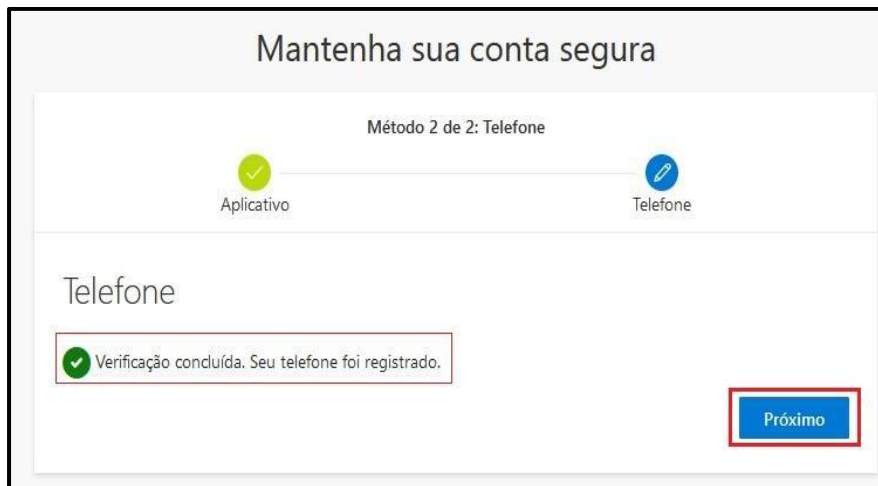 Mantenha sua conta segura
Método 2 de 2: Telefone
Aplicativo
Telefone
Telefone
Verificação concluída. Seu telefone foi registrado.
Próximo